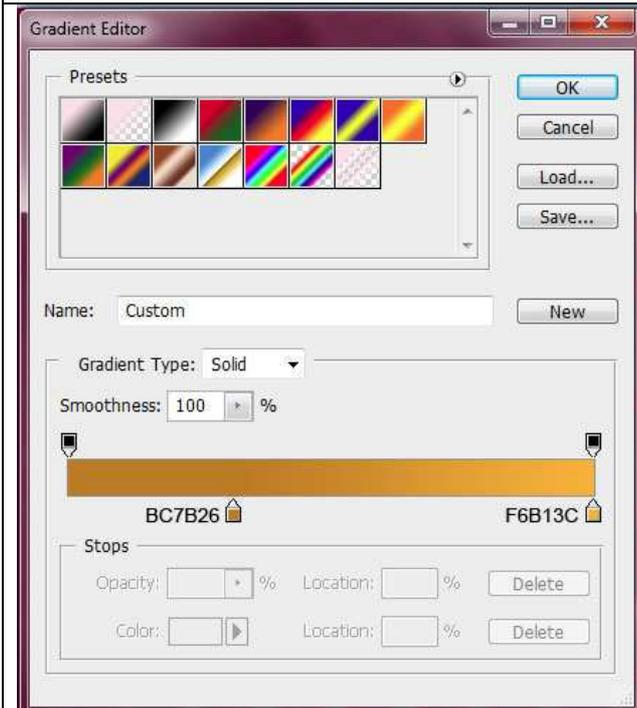 Gradient Editor
Presets
OK
Cancel
Load...
Save...
Name: Custom
New
Gradient Type: Solid
Smoothness: 100 %
BC7B26 F6B13C
Stops
Opacity: % Location: % Delete
Color: Location: % Delete